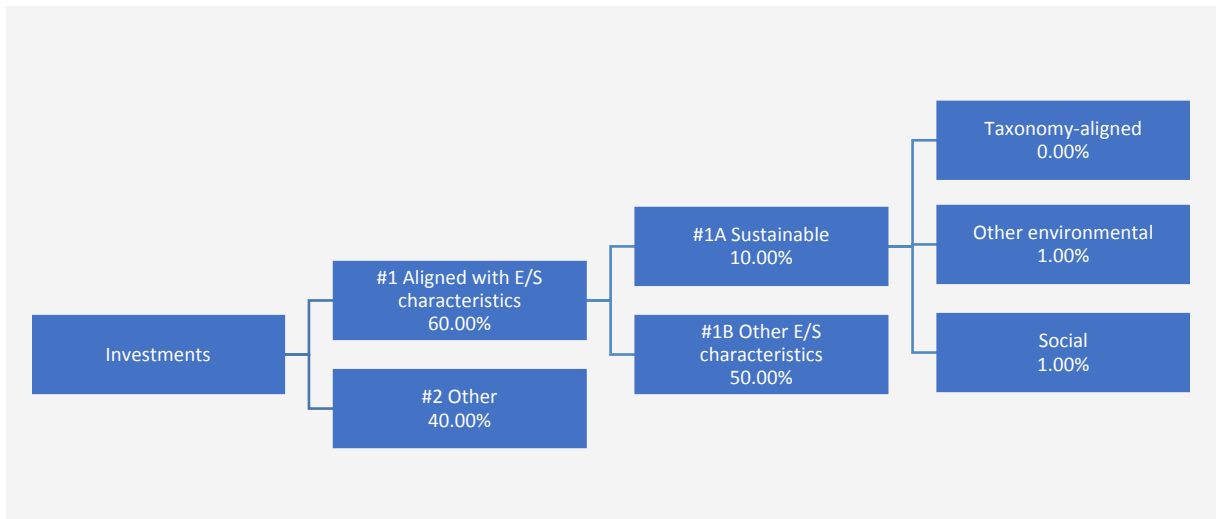 Investments
#1 Aligned with E/S
characteristics
60.00%
#2 Other
40.00%
#1A Sustainable
10.00%
#1B Other E/S
characteristics
50.00%
Taxonomy-aligned
0.00%
Other environmental
1.00%
Social
1.00%